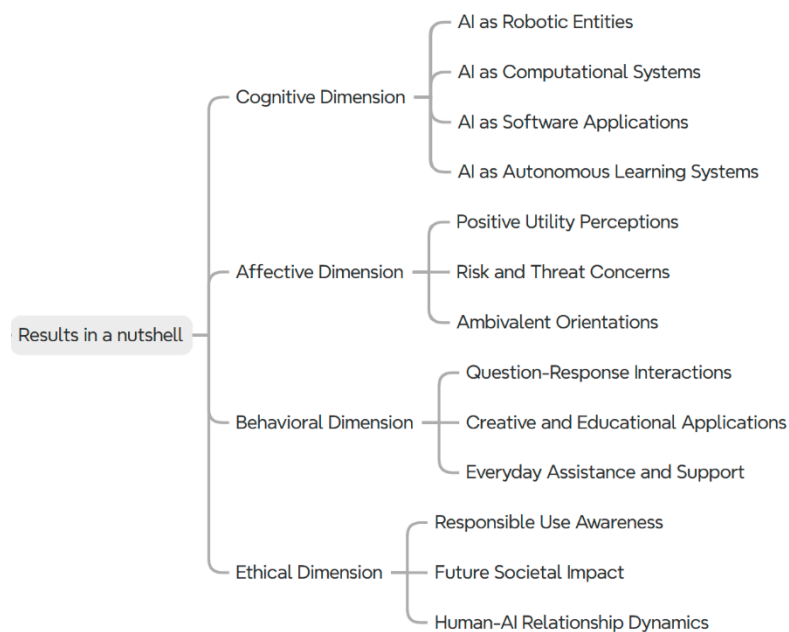 Results in a nutshell
Cognitive Dimension
AI as Robotic Entities
AI as Computational Systems
AI as Software Applications
AI as Autonomous Learning Systems
Affective Dimension
Positive Utility Perceptions
Risk and Threat Concerns
Ambivalent Orientations
Behavioral Dimension
Question-Response Interactions
Creative and Educational Applications
Everyday Assistance and Support
Ethical Dimension
Responsible Use Awareness
Future Societal Impact
Human-AI Relationship Dynamics